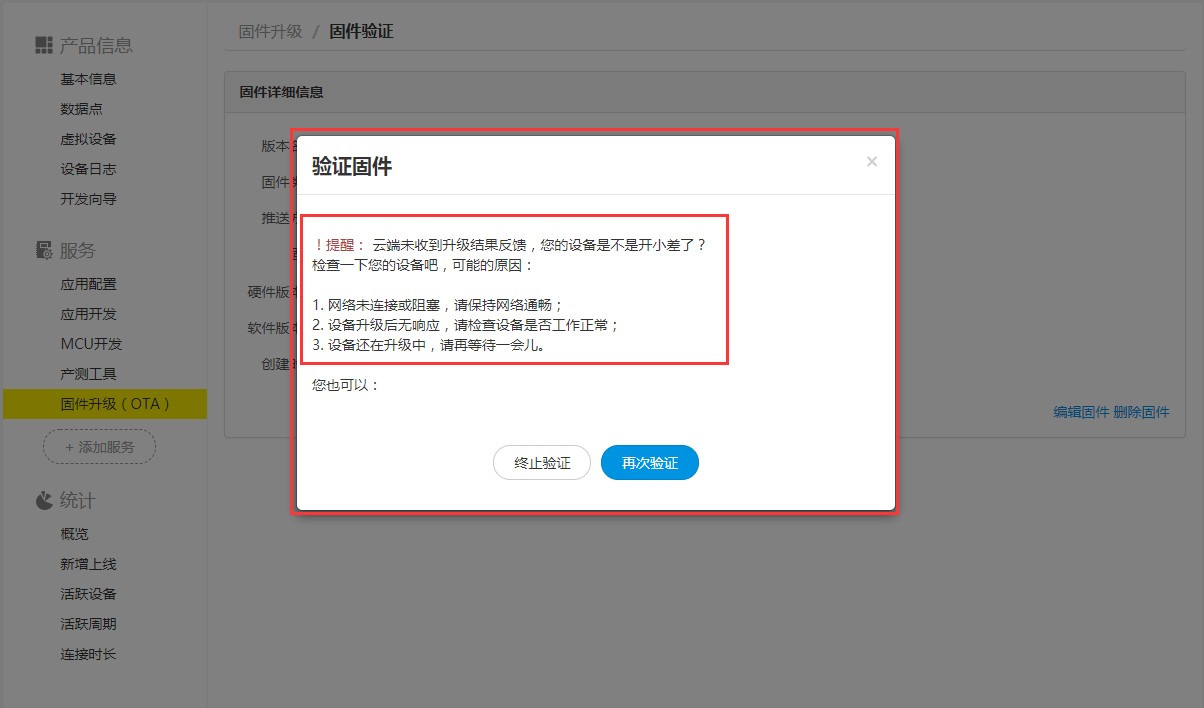 产品信息
基本信息
数据点
虚拟设备
设备日志
开发向导
服务
应用配置
应用开发
MCU开发
产测工具
固件升级（OTA）
+ 添加服务
统计
概览
新增上线
活跃设备
活跃周期
连接时长
固件升级 / 固件验证
固件详细信息
版本
固件
推送
硬件版
软件版
创建
编辑固件 删除固件
验证固件 ×
！提醒： 云端未收到升级结果反馈，您的设备是不是开小差了？
检查一下您的设备吧，可能的原因：
1. 网络未连接或阻塞，请保持网络通畅；
2. 设备升级后无响应，请检查设备是否工作正常；
3. 设备还在升级中，请再等待一会儿。
您也可以：
终止验证 再次验证